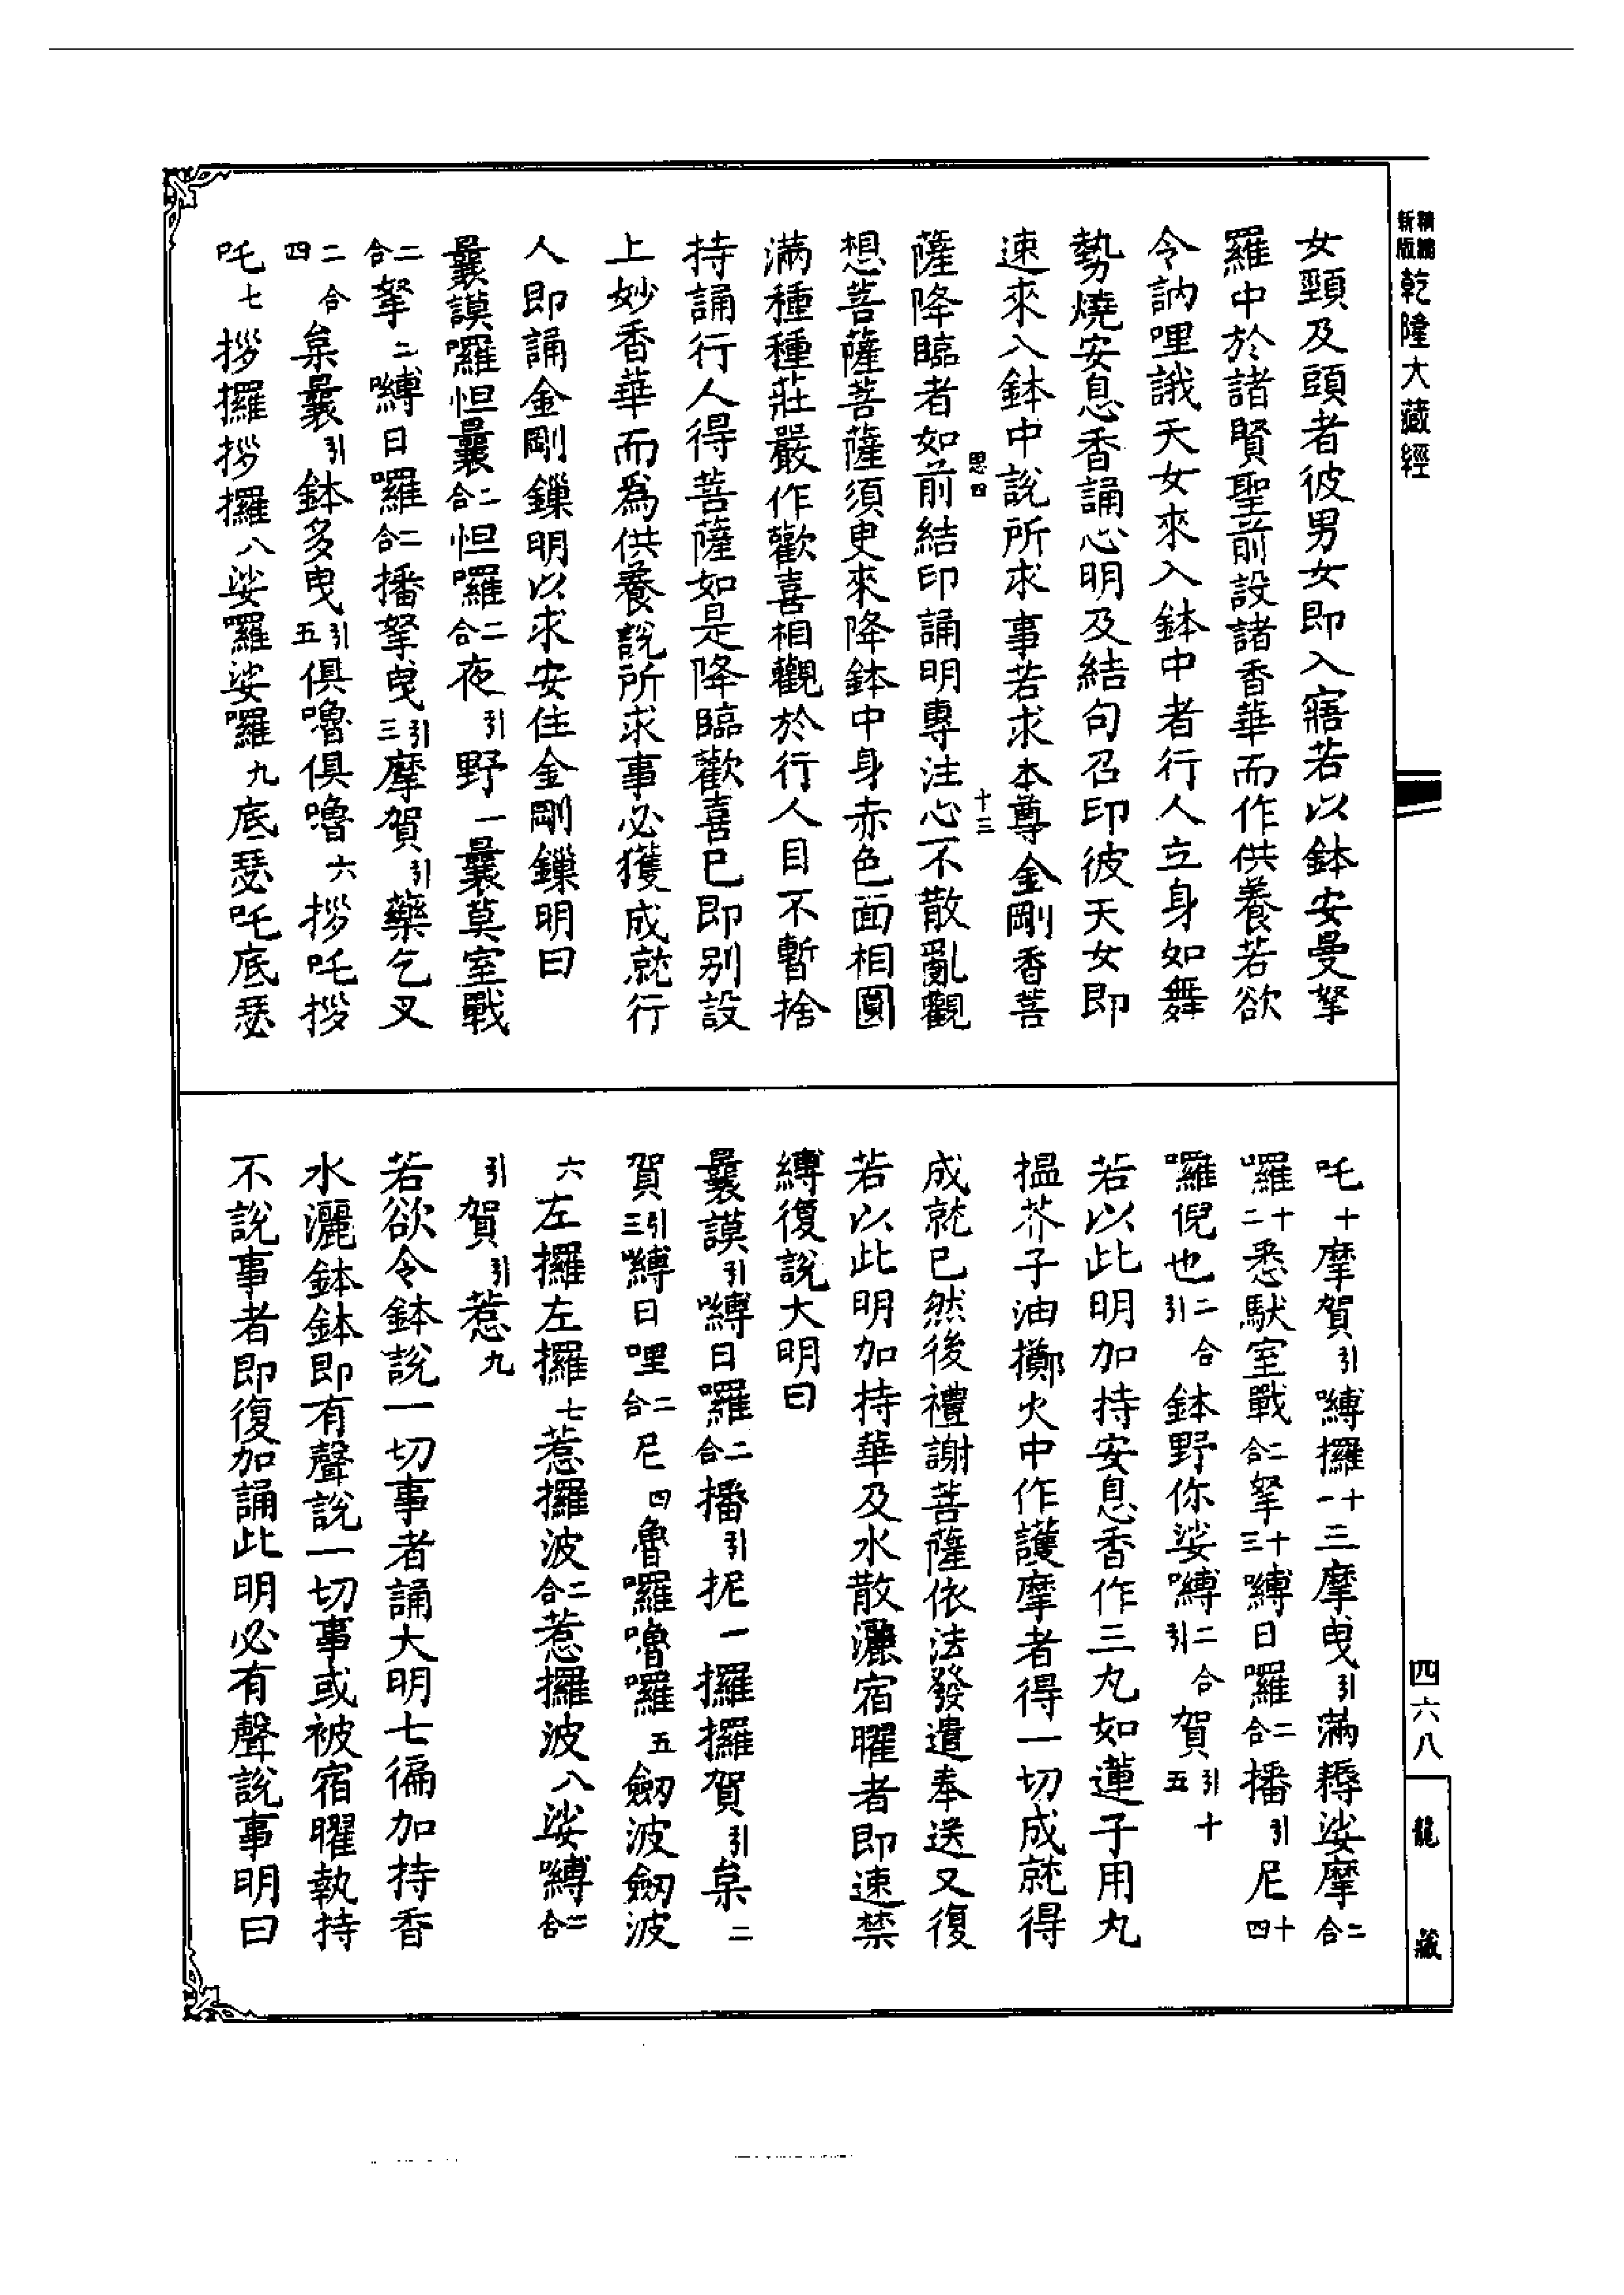 精編新版
乾隆大藏經
女頸及頭者彼男女即入寤若以鉢安曼拏
羅中於諸賢聖前設諸香華而作供養若欲
令訥哩誐天女來入鉢中者行人立身如舞
勢燒安息香誦心明及結句召印彼天女即
速來入鉢中說所求事若求本尊金剛香菩
思四
十三
薩降臨者如前結印誦明專注心不散亂觀
想菩薩菩薩須臾來降鉢中身赤色面相圓
滿種種莊嚴作歡喜相觀於行人目不暫捨
持誦行人得菩薩如是降臨歡喜已即別設
上妙香華而為供養說所求事必獲成就行
人即誦金剛鏁明以求安住金剛鏁明曰
曩謨囉怛曩二合怛囉二合夜引野一曩莫室戰
二合拏二嚩日囉二合播拏曳引三摩賀引藥乞叉
二合四枲曩引鉢多曳引五俱嚕俱嚕六拶吒拶
吒七拶攞拶攞八娑囉娑囉九底瑟吒底瑟
吒十摩賀引嚩攞十一三摩曳引滿耨娑摩二合
囉十二悉馱室戰二合拏十三嚩日囉二合播引尼十四
囉倪也二合引鉢野你娑嚩二合引賀引十五
若以此明加持安息香作三丸如蓮子用丸
揾芥子油擲火中作護摩者得一切成就得
成就已然後禮謝菩薩依法發遣奉送又復
若以此明加持華及水散灑宿曜者即速禁
縛復說大明曰
曩謨引嚩日囉二合播引抳一攞攞賀引枲二
賀引三嚩日哩二合尼四魯囉嚕囉五劒波劒波
六左攞左攞七惹攞波二合惹攞波八娑嚩二合
引賀引惹九
若欲令鉢說一切事者誦大明七徧加持香
水灑鉢鉢即有聲說一切事或被宿曜執持
不說事者即復加誦此明必有聲說事明曰
四六八
龍藏